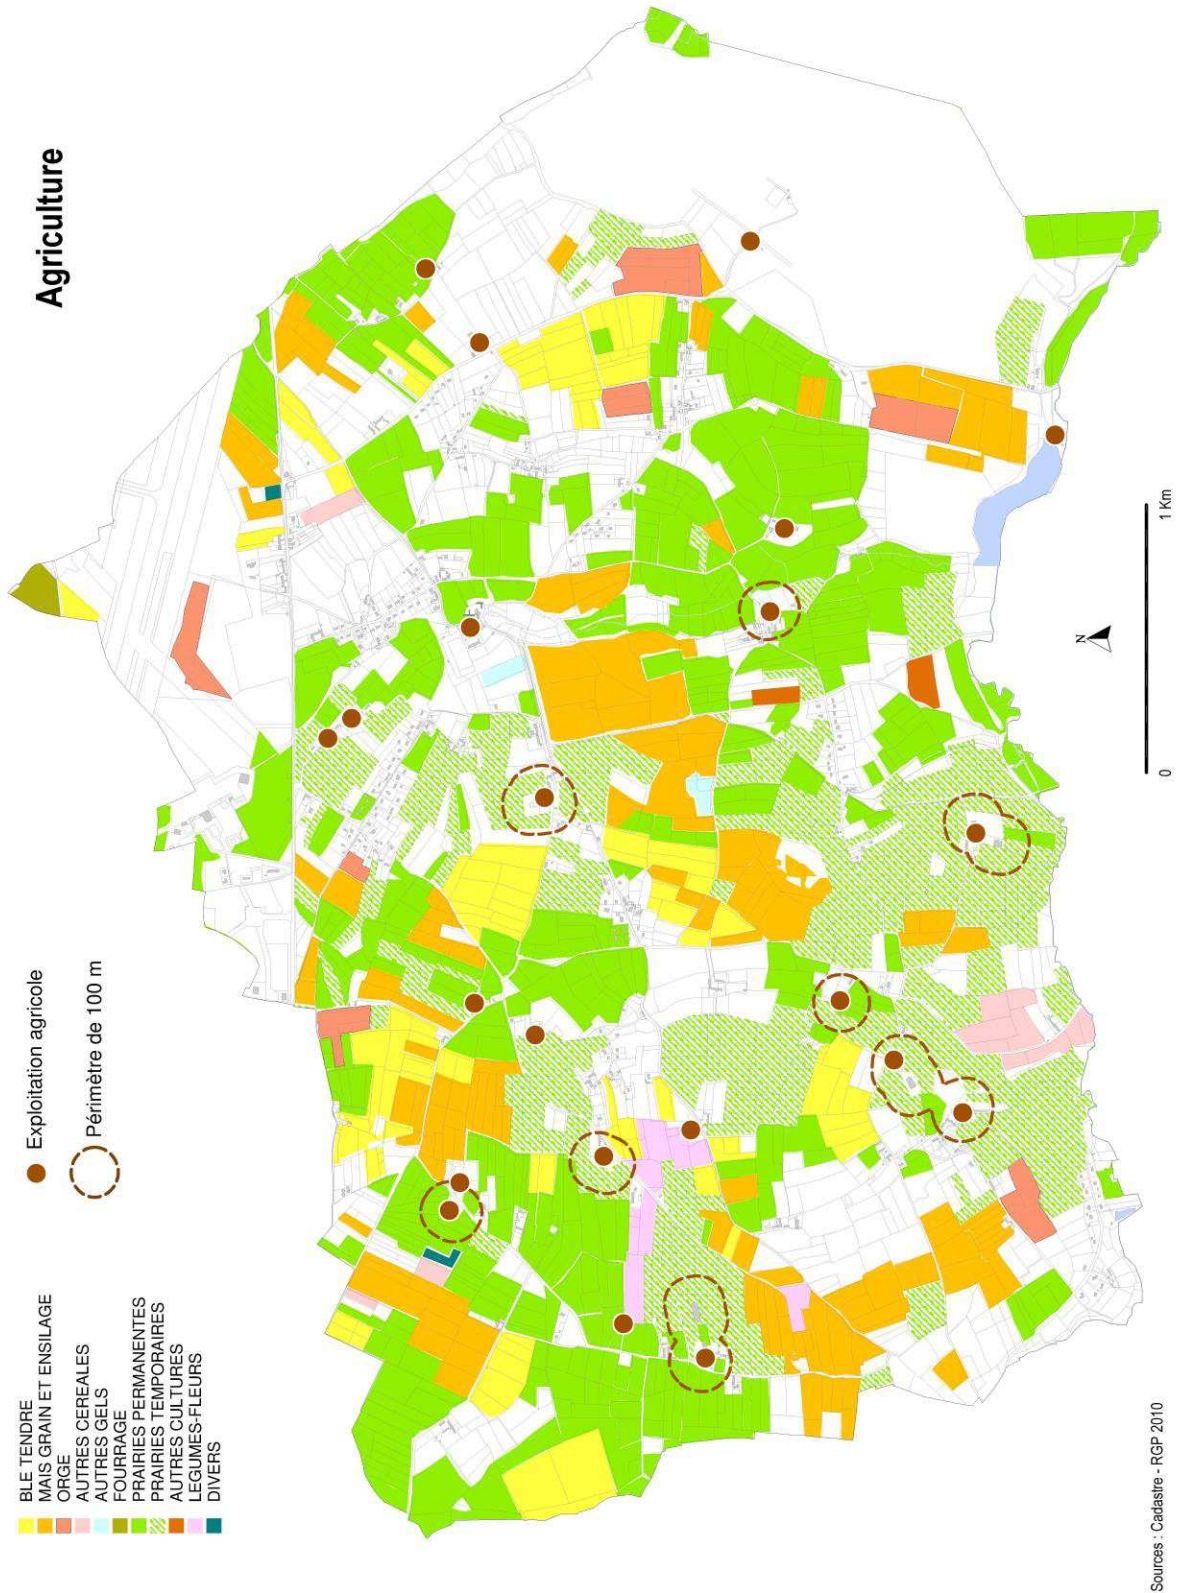 Agriculture
BLE TENDRE
MAIS GRAIN ET ENSILAGE
ORGE
AUTRES CEREALES
AUTRES GELS
FOURRAGE
PRAIRIES PERMANENTES
PRAIRIES TEMPORAIRES
AUTRES CULTURES
LEGUMES-FLEURS
DIVERS
Exploitation agricole
Périmètre de 100 m
N
0
1 Km
Sources : Cadastre - RGP 2010